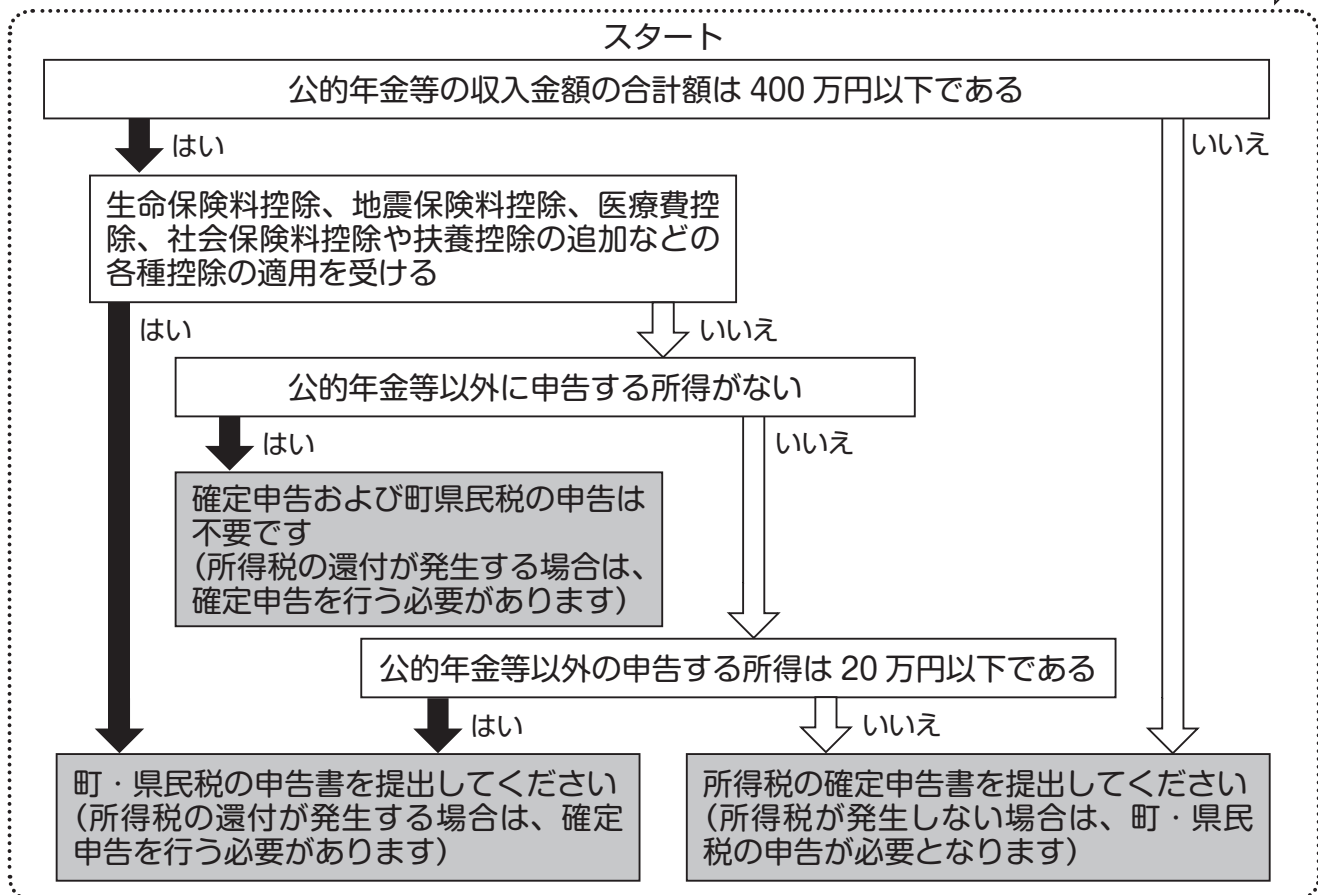 スタート
公的年金等の収入金額の合計額は 400 万円以下である
はい
いいえ
生命保険料控除、地震保険料控除、医療費控
除、社会保険料控除や扶養控除の追加などの
各種控除の適用を受ける
はい
いいえ
公的年金等以外に申告する所得がない
はい
いいえ
確定申告および町県民税の申告は
不要です
(所得税の還付が発生する場合は、
確定申告を行う必要があります)
公的年金等以外の申告する所得は 20 万円以下である
はい
いいえ
町・県民税の申告書を提出してください
(所得税の還付が発生する場合は、確定
申告を行う必要があります)
所得税の確定申告書を提出してください
(所得税が発生しない場合は、町・県民
税の申告が必要となります)